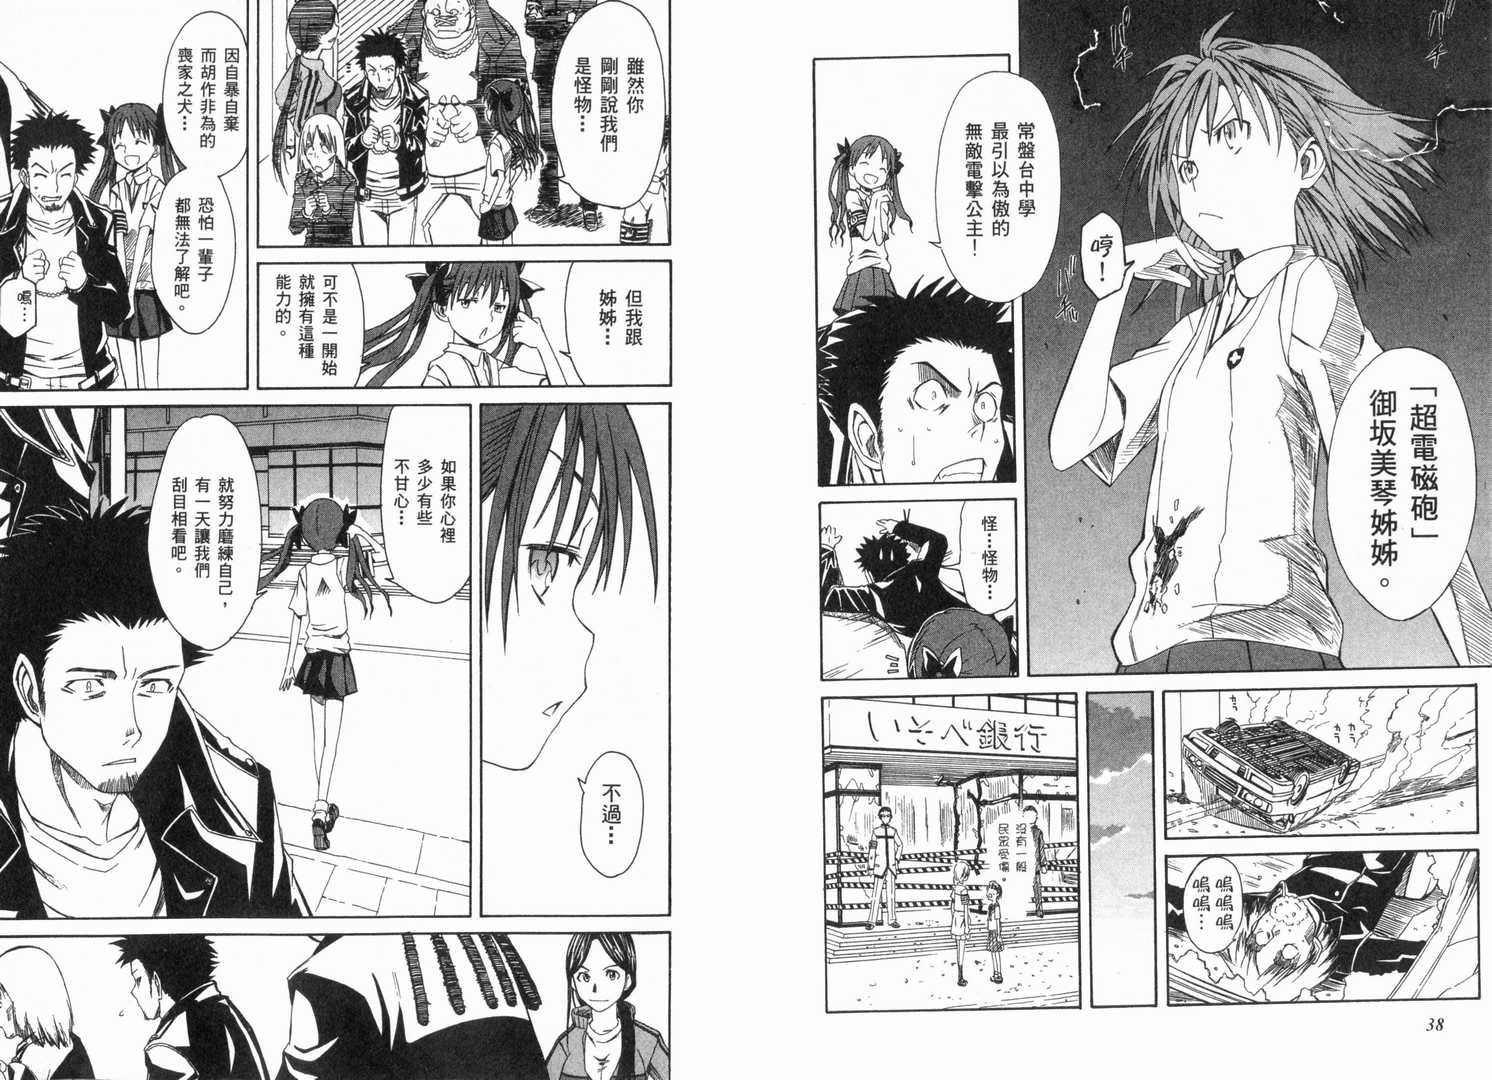 常盤台中學
最引以為傲的
無敵電擊公主！
哼！
「超電磁砲」
御坂美琴姊姊。
怪…怪物…
ガラ
ガラ
嗚嗚嗚
嗚嗚…
いそべ銀行
沒有一般
民眾受傷。
38
雖然你
剛剛說我們
是怪物…
因自暴自棄
而胡作非為的
喪家之犬…
恐怕一輩子
都無法了解吧。
嗚…
但我跟
姊姊…
可不是一開始
就擁有這種
能力的。
如果你心裡
多少有些
不甘心…
就努力磨練自己，
有一天讓我們
刮目相看吧。
不過…